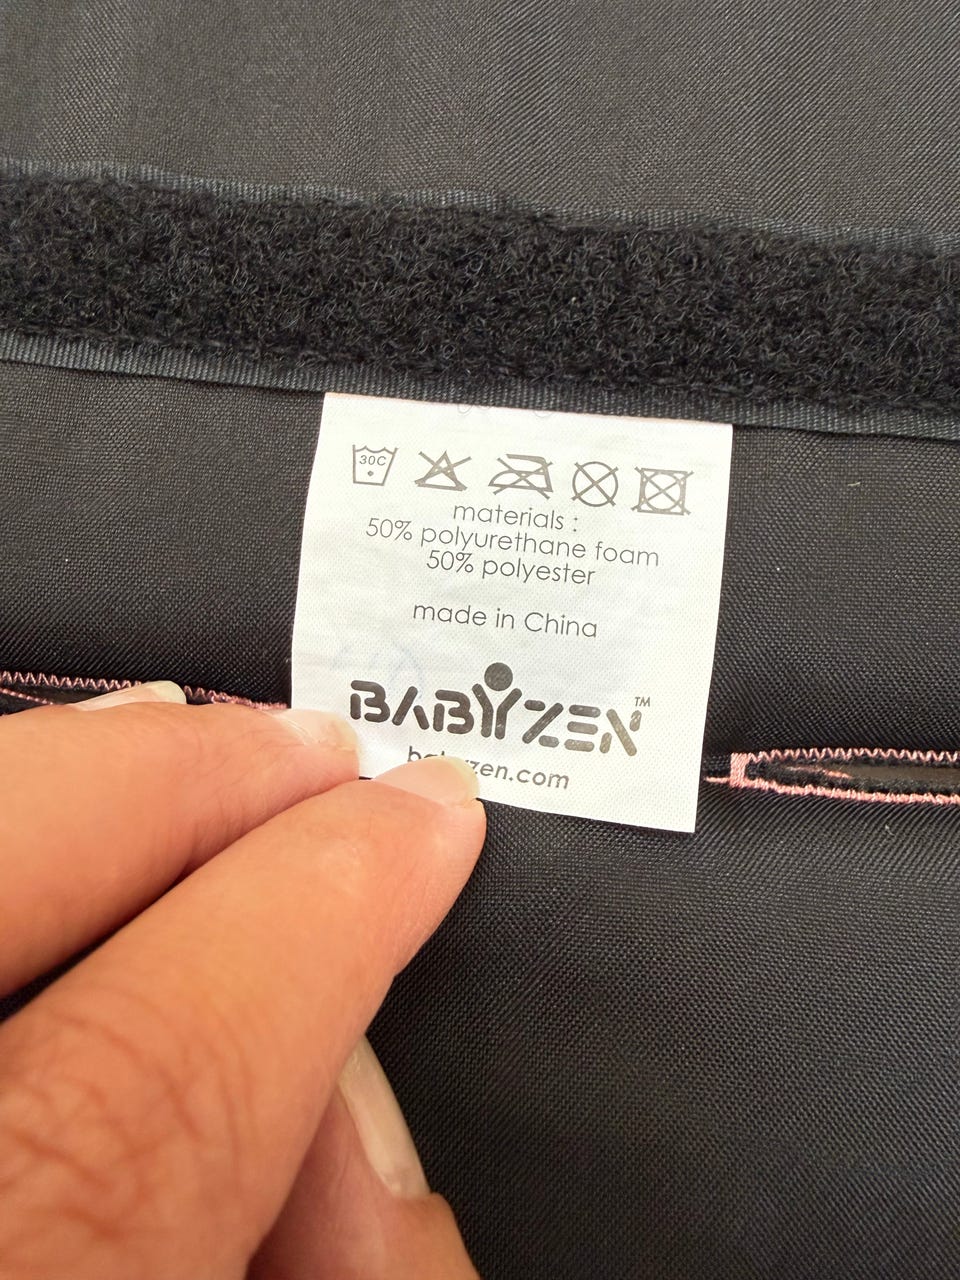 30C
materials :
50% polyurethane foam
50% polyester
made in China
BABYZEN™